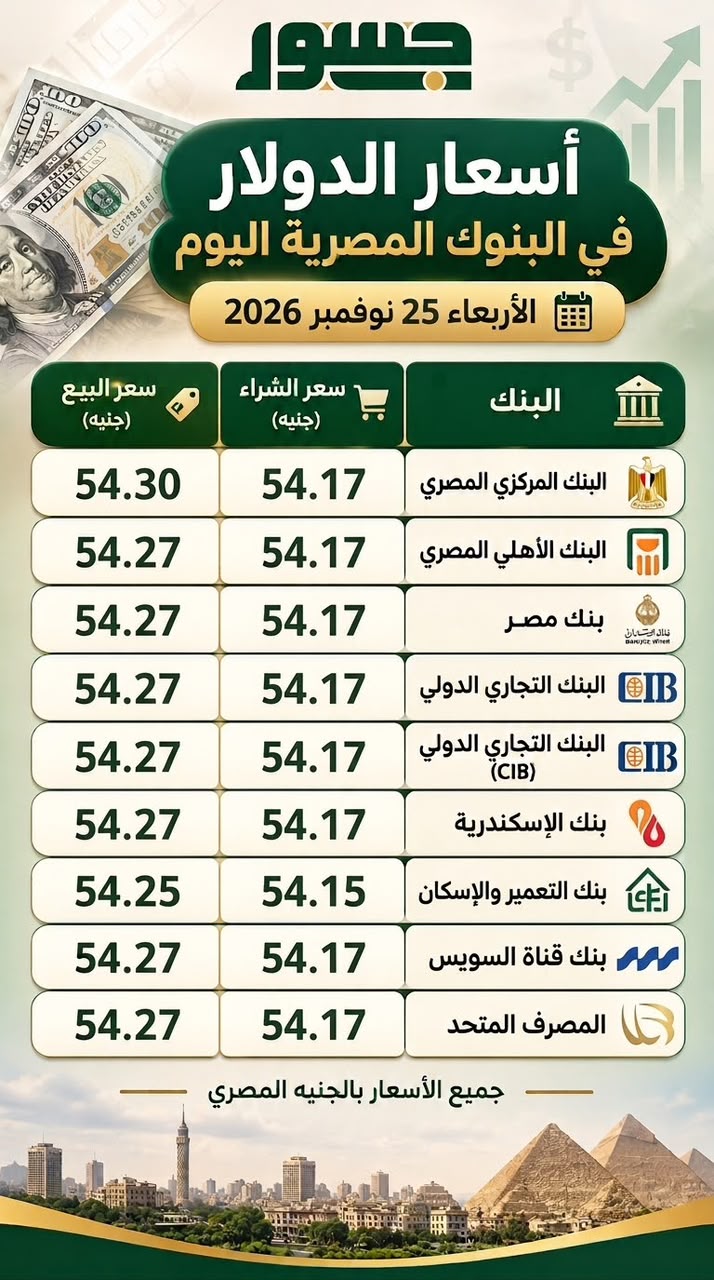 جسور
أسعار الدولار
في البنوك المصرية اليوم
الأربعاء 25 نوفمبر 2026
البنك
سعر الشراء
(جنيه)
سعر البيع
(جنيه)
البنك المركزي المصري 54.17 54.30
البنك الأهلي المصري 54.17 54.27
بنك مصر 54.17 54.27
CIB البنك التجاري الدولي 54.17 54.27
CIB البنك التجاري الدولي
(CIB) 54.17 54.27
بنك الإسكندرية 54.17 54.27
بنك التعمير والإسكان 54.15 54.25
بنك قناة السويس 54.17 54.27
المصرف المتحد 54.17 54.27
جميع الأسعار بالجنيه المصري